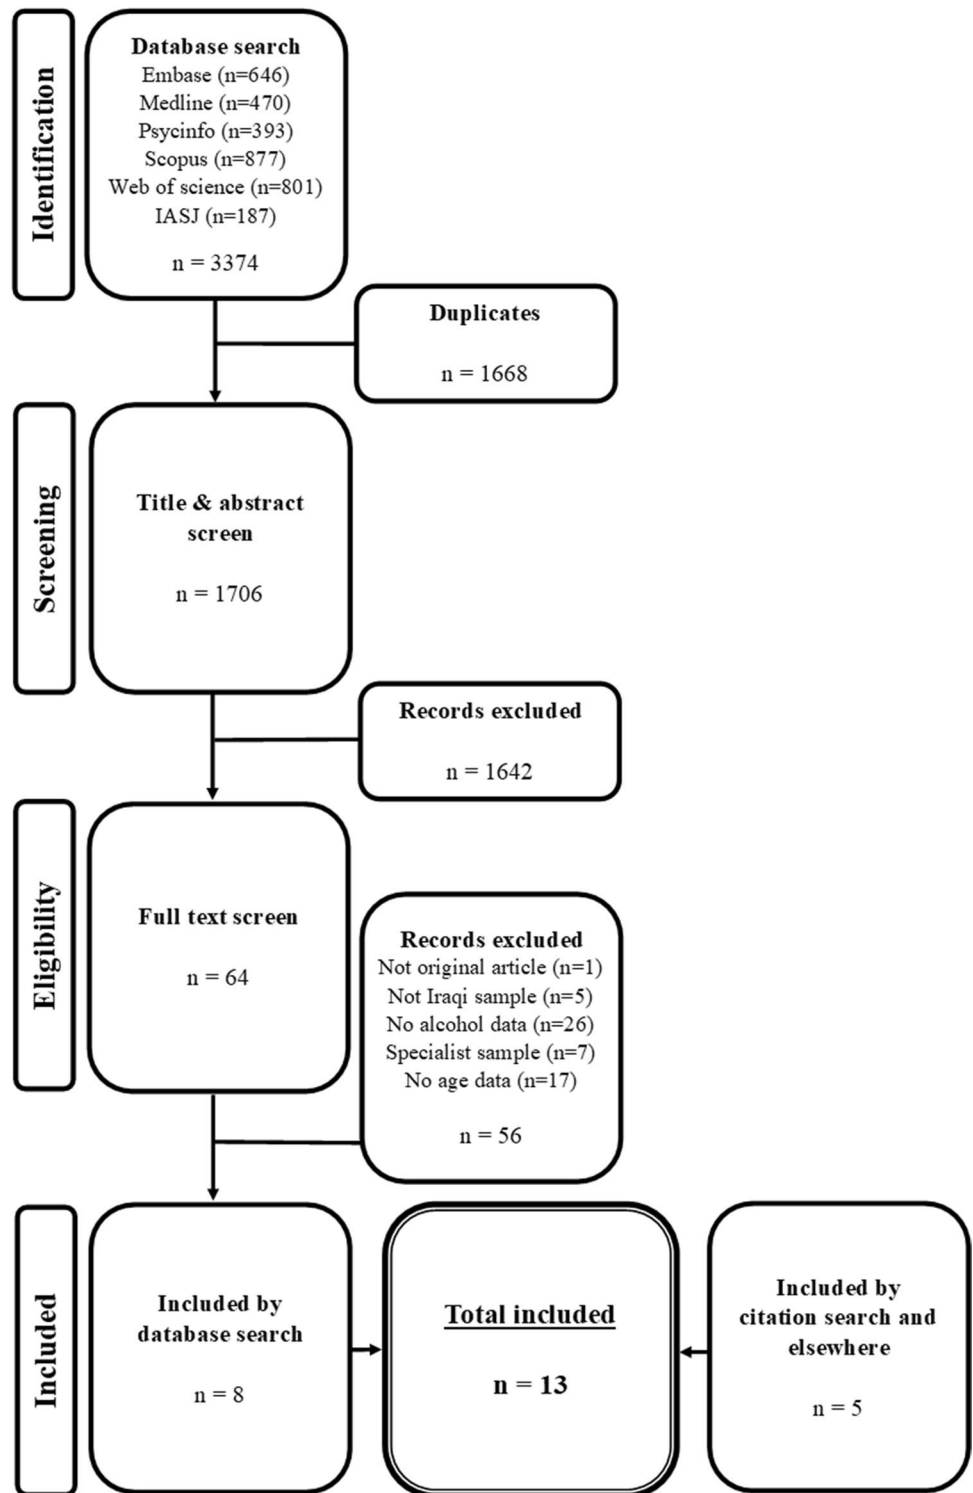 Identification
Database search
Embase (n=646)
Medline (n=470)
Psycinfo (n=393)
Scopus (n=877)
Web of science (n=801)
IASJ (n=187)
n = 3374
Duplicates
n = 1668
Screening
Title & abstract
screen
n = 1706
Records excluded
n = 1642
Eligibility
Full text screen
n = 64
Records excluded
Not original article (n=1)
Not Iraqi sample (n=5)
No alcohol data (n=26)
Specialist sample (n=7)
No age data (n=17)
n = 56
Included
Included by
database search
n = 8
Total included
n = 13
Included by
citation search and
elsewhere
n = 5